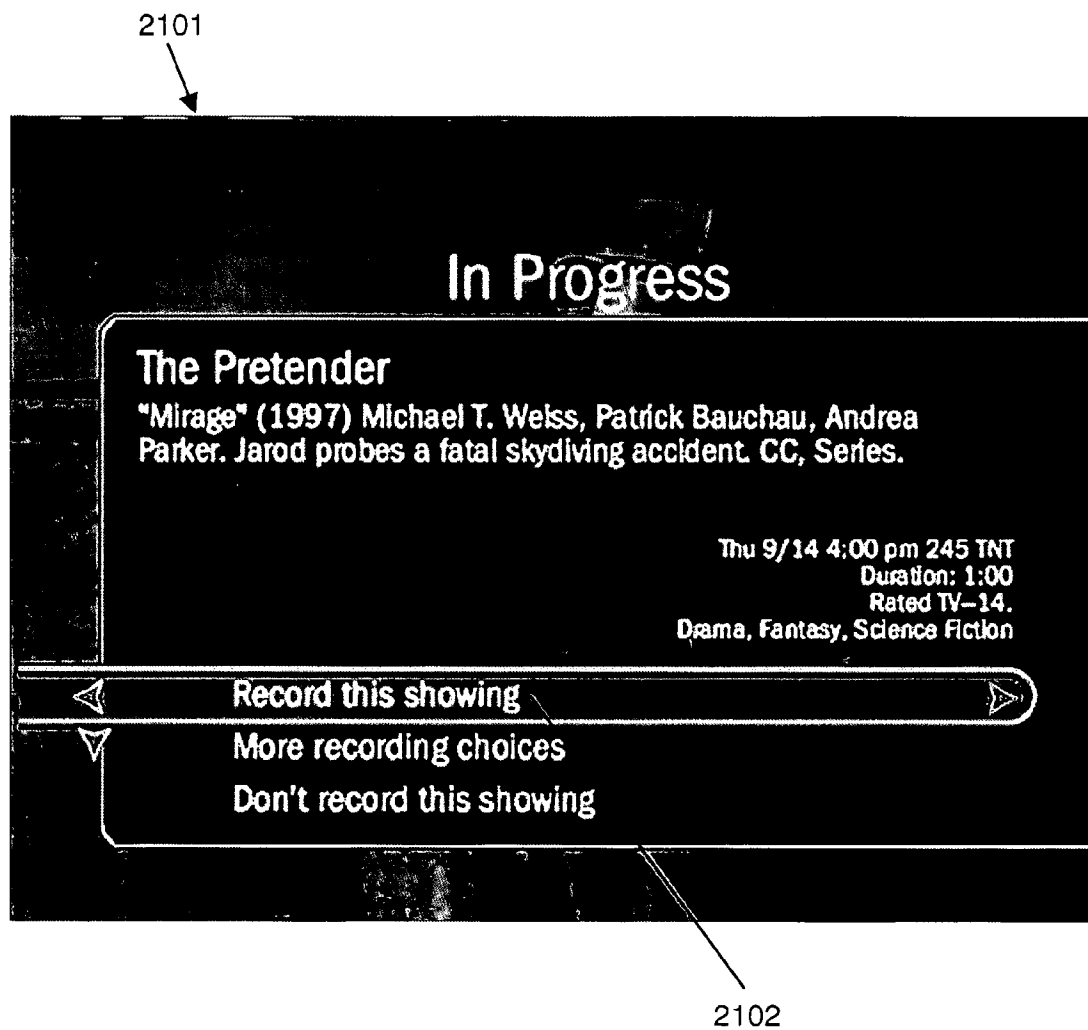 2101
In Progress
The Pretender
"Mirage" (1997) Michael T. Weiss, Patrick Bauchau, Andrea
Parker. Jarod probes a fatal skydiving accident. CC, Series.
Thu 9/14 4:00 pm 245 TNT
Duration: 1:00
Rated TV-14.
Drama, Fantasy, Science Fiction
Record this showing
More recording choices
Don't record this showing
2102